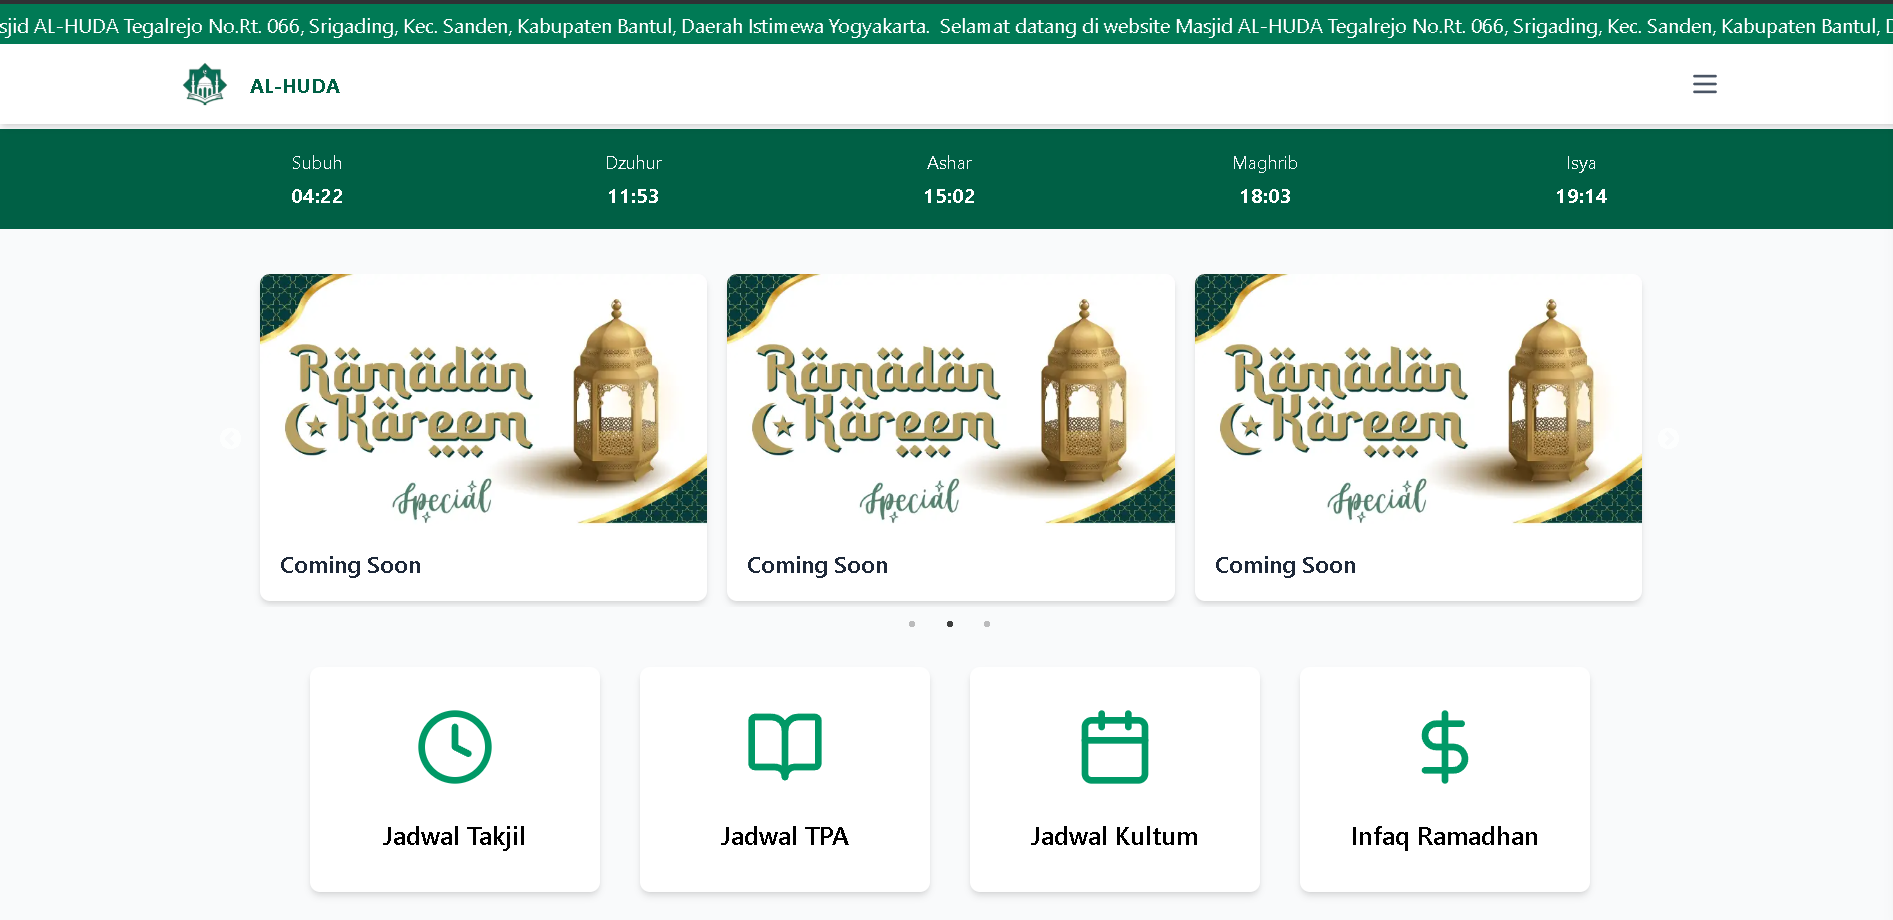 sjid AL-HUDA Tegalrejo No.Rt. 066, Srigading, Kec. Sanden, Kabupaten Bantul, Daerah Istimewa Yogyakarta. Selamat datang di website Masjid AL-HUDA Tegalrejo No.Rt. 066, Srigading, Kec. Sanden, Kabupaten Bantul, D
AL-HUDA
Subuh Dzuhur Ashar Maghrib Isya
04:22 11:53 15:02 18:03 19:14
Ramadan Ramadan Ramadan
Kareem Kareem Kareem
Special Special Special
Coming Soon Coming Soon Coming Soon
Jadwal Takjil Jadwal TPA Jadwal Kultum Infaq Ramadhan